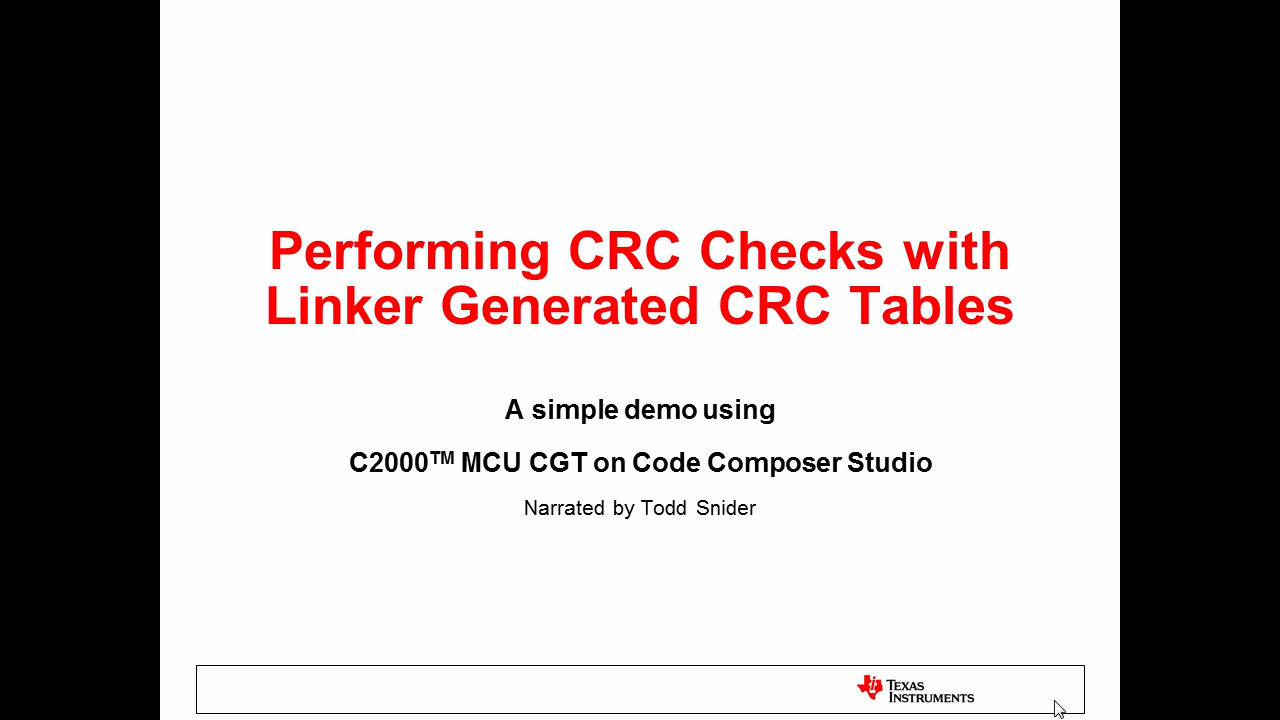 Performing CRC Checks with
Linker Generated CRC Tables
A simple demo using
C2000™ MCU CGT on Code Composer Studio
Narrated by Todd Snider
TEXAS
INSTRUMENTS